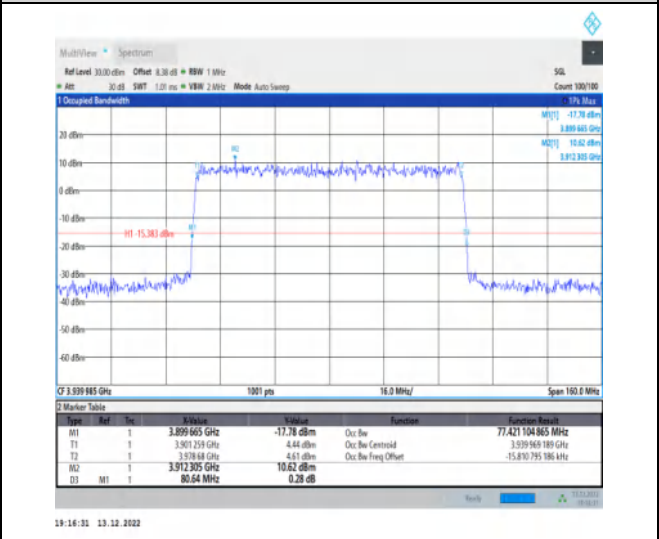 MultiView Spectrum
Ref Level 30.00 dBm Offset 8.38 dB RBW 1 MHz SGL
Att 30 dB SWT 1.01 ms VBW 2 MHz Mode Auto Sweep Count 100/100
1 Occupied Bandwidth 1Pk Max
M1[1] -17.78 dBm
3.899 665 GHz
M2[1] 10.62 dBm
3.912 305 GHz
20 dBm
M2
10 dBm
0 dBm
-10 dBm
H1 -15.383 dBm
M1
-20 dBm
-30 dBm
-40 dBm
-50 dBm
-60 dBm
CF 3.939 985 GHz 1001 pts 16.0 MHz/ Span 160.0 MHz
2 Marker Table
Type Ref Trc X-Value Y-Value Function Function Result
M1 1 3.899 665 GHz -17.78 dBm Occ Bw 77.421 104 865 MHz
T1 1 3.901 259 GHz 4.44 dBm Occ Bw Centroid 3.939 969 189 GHz
T2 1 3.978 68 GHz 4.61 dBm Occ Bw Freq Offset -15.810 795 186 kHz
M2 1 3.912 305 GHz 10.62 dBm
D3 M1 1 80.64 MHz 0.28 dB
Ready 13.12.2022
19:16:31
19:16:31 13.12.2022